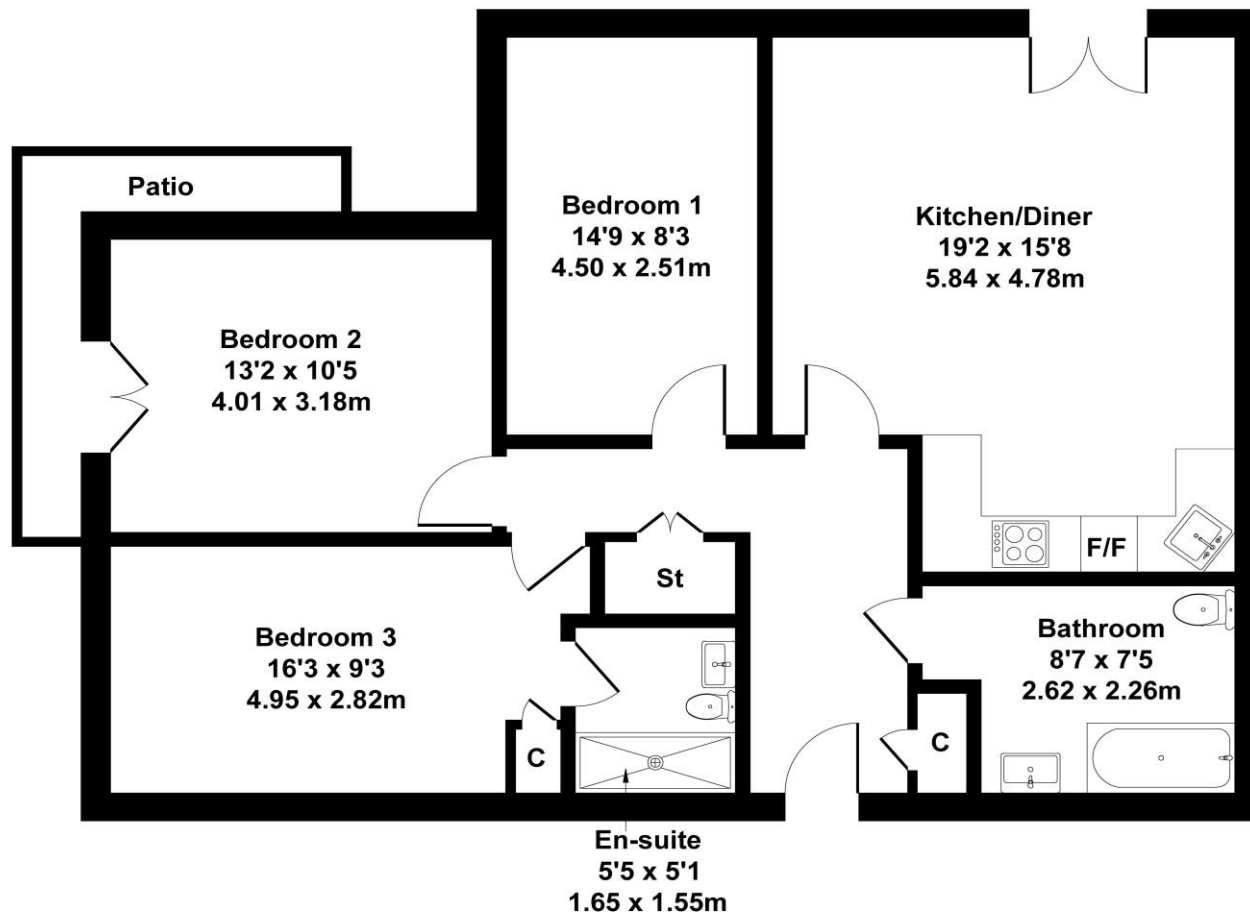 Patio
Bedroom 1
14'9 x 8'3
4.50 x 2.51m
Kitchen/Diner
19'2 x 15'8
5.84 x 4.78m
Bedroom 2
13'2 x 10'5
4.01 x 3.18m
F/F
St
Bedroom 3
16'3 x 9'3
4.95 x 2.82m
Bathroom
8'7 x 7'5
2.62 x 2.26m
C
C
En-suite
5'5 x 5'1
1.65 x 1.55m